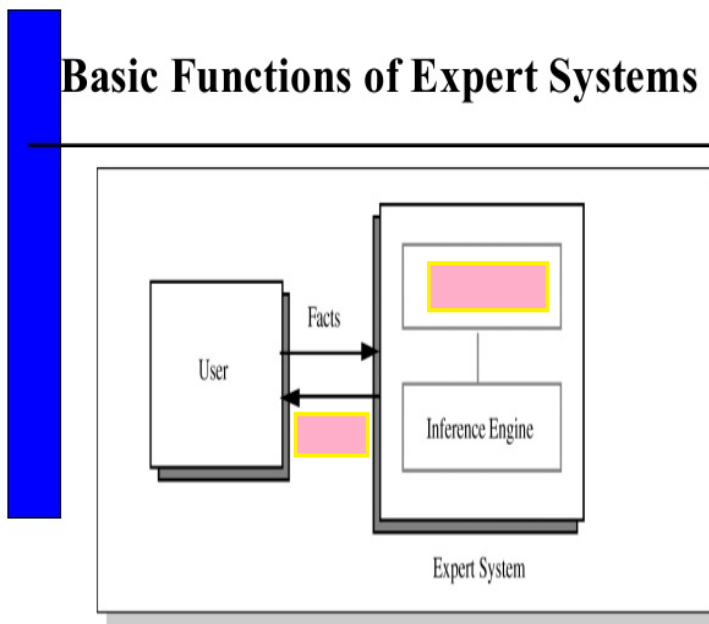 Basic Functions of Expert Systems
Facts
User
Inference Engine
Expert System